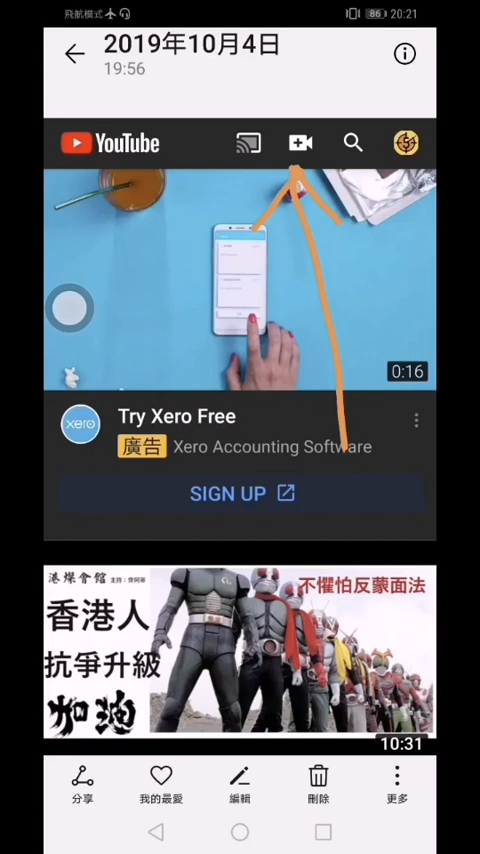 飛航模式
86
20:21
2019年10月4日
19:56
YouTube
0:16
xero
Try Xero Free
廣告 Xero Accounting Software
SIGN UP
港燦會館
不懼怕反蒙面法
香港人
抗爭升級
加油
10:31
分享
我的最愛
編輯
刪除
更多